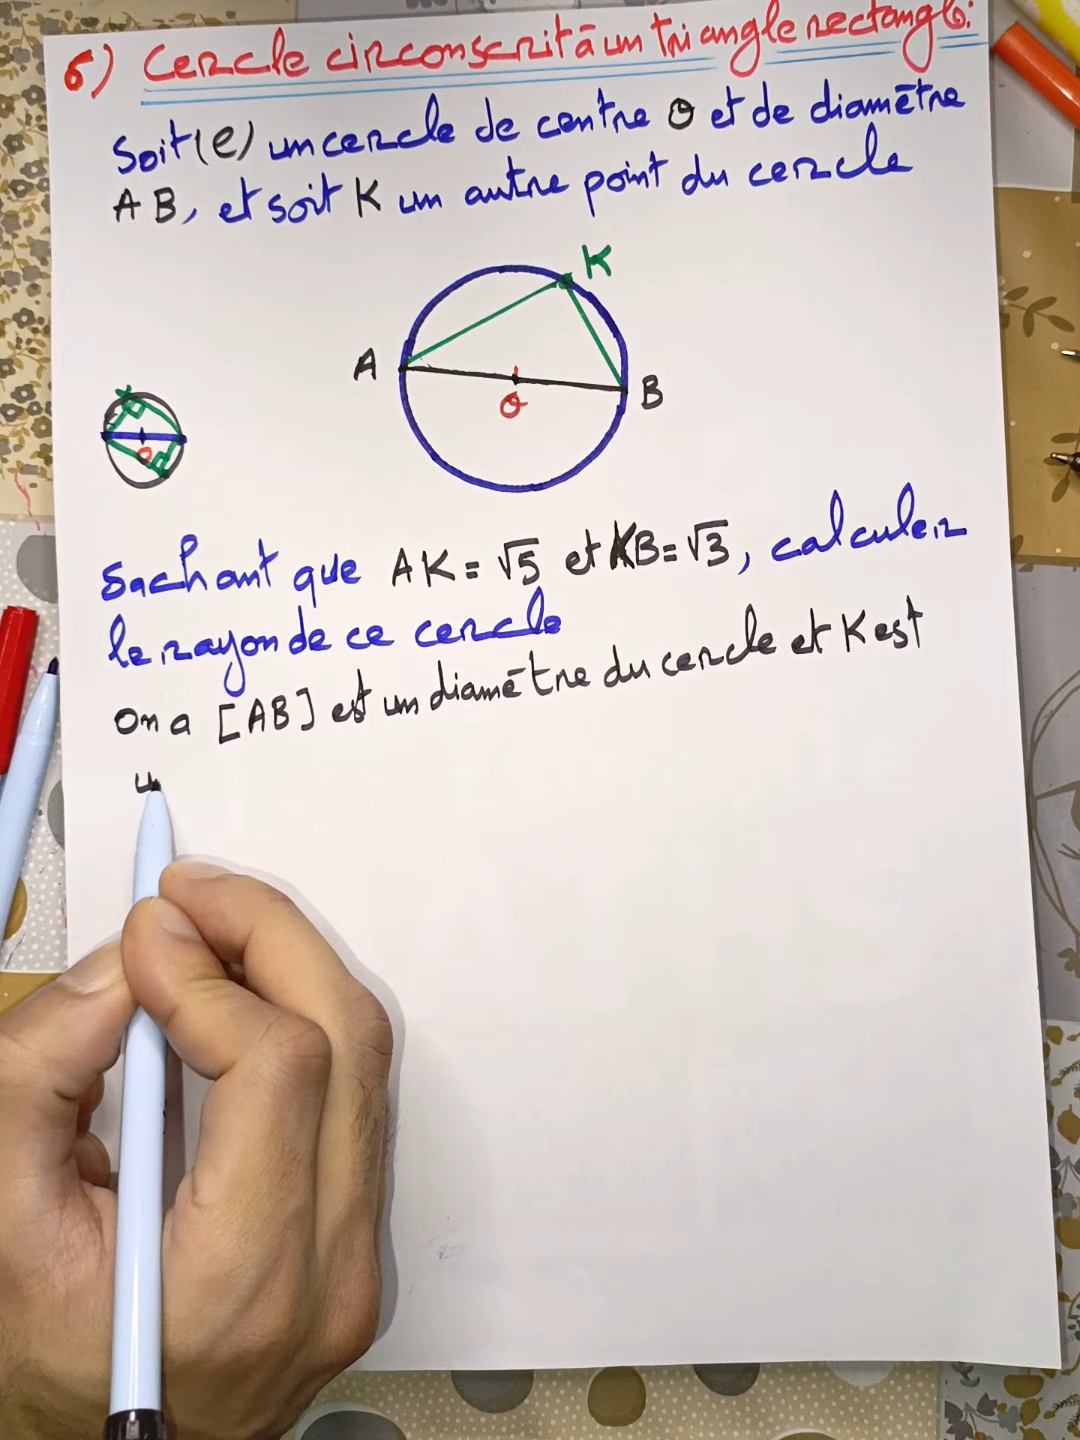 6) Cercle circonscrit à un triangle rectangle:
Soit (C) un cercle de centre O et de diamètre
AB, et soit K un autre point du cercle
K
A
B
O
O
Sachant que AK = √5 et KB = √3, calculer
le rayon de ce cercle
On a [AB] est un diamètre du cercle et K est
u